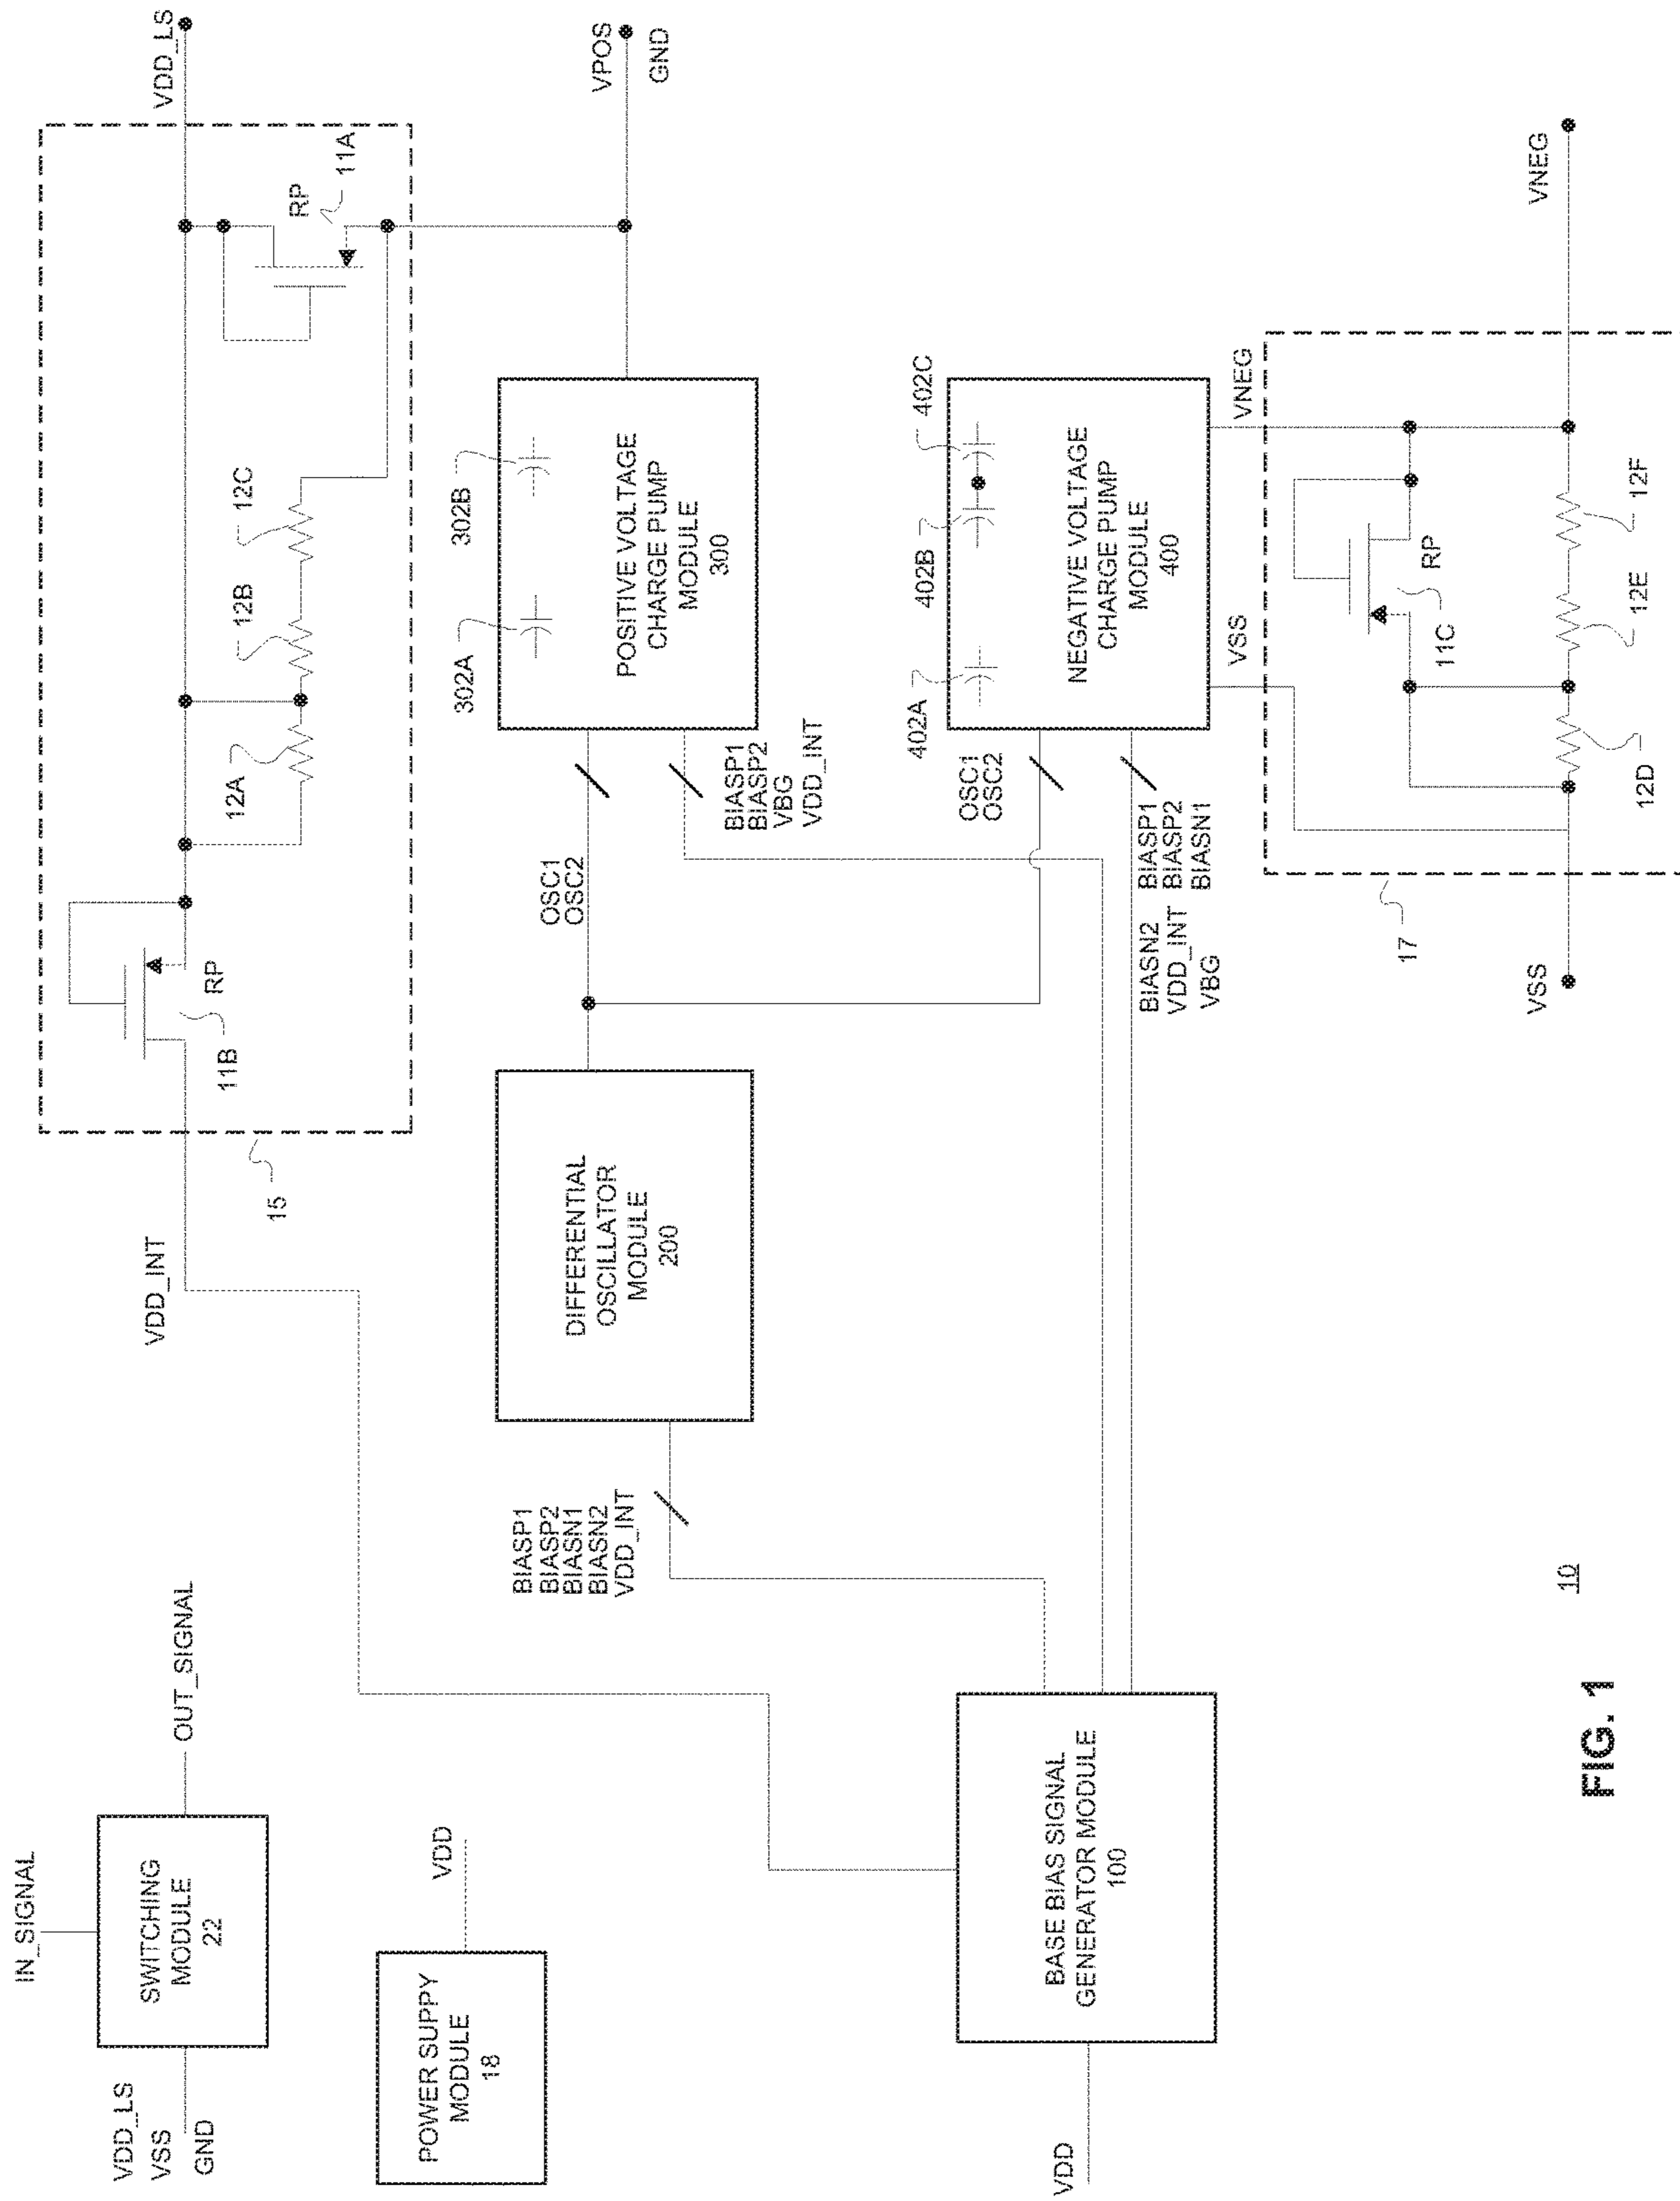 IN_SIGNAL
SWITCHING
MODULE
22
OUT_SIGNAL
VDD_LS
VSS
GND
POWER SUPPY
MODULE
18
VDD
VDD
BASE BIAS SIGNAL
GENERATOR MODULE
100
VDD_INT
BIASP1
BIASP2
BIASN1
BIASN2
VDD_INT
DIFFERENTIAL
OSCILLATOR
MODULE
200
OSC1
OSC2
15
11B
RP
12A
12B
12C
RP
11A
VDD_LS
BIASP1
BIASP2
VBG
VDD_INT
302A
302B
POSITIVE VOLTAGE
CHARGE PUMP
MODULE
300
VPOS
GND
OSC1
OSC2
BIASN2
VDD_INT
VBG
BIASP1
BIASP2
BIASN1
402A
402B
402C
NEGATIVE VOLTAGE
CHARGE PUMP
MODULE
400
VSS
VNEG
17
11C
RP
12D
12E
12F
VSS
VNEG
10
FIG. 1